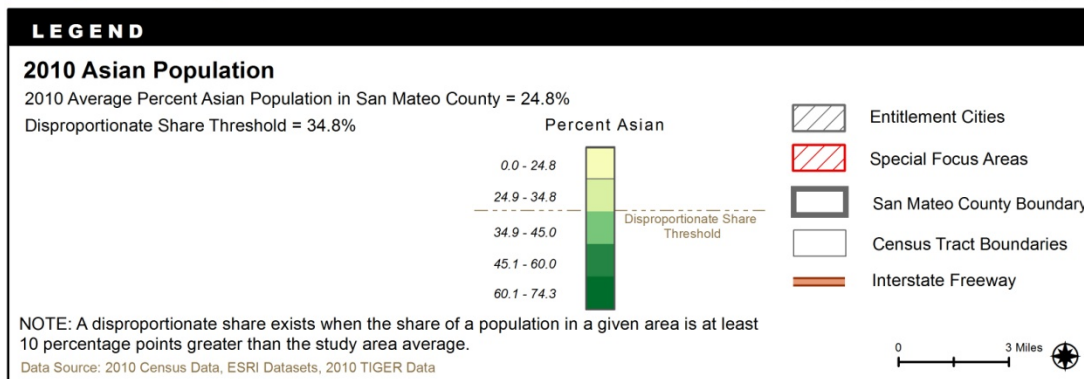 LEGEND
2010 Asian Population
2010 Average Percent Asian Population in San Mateo County = 24.8%
Disproportionate Share Threshold = 34.8%
Percent Asian
0.0 - 24.8
24.9 - 34.8
Disproportionate Share
Threshold
34.9 - 45.0
45.1 - 60.0
60.1 - 74.3
Entitlement Cities
Special Focus Areas
San Mateo County Boundary
Census Tract Boundaries
Interstate Freeway
NOTE: A disproportionate share exists when the share of a population in a given area is at least
10 percentage points greater than the study area average.
Data Source: 2010 Census Data, ESRI Datasets, 2010 TIGER Data
0 3 Miles